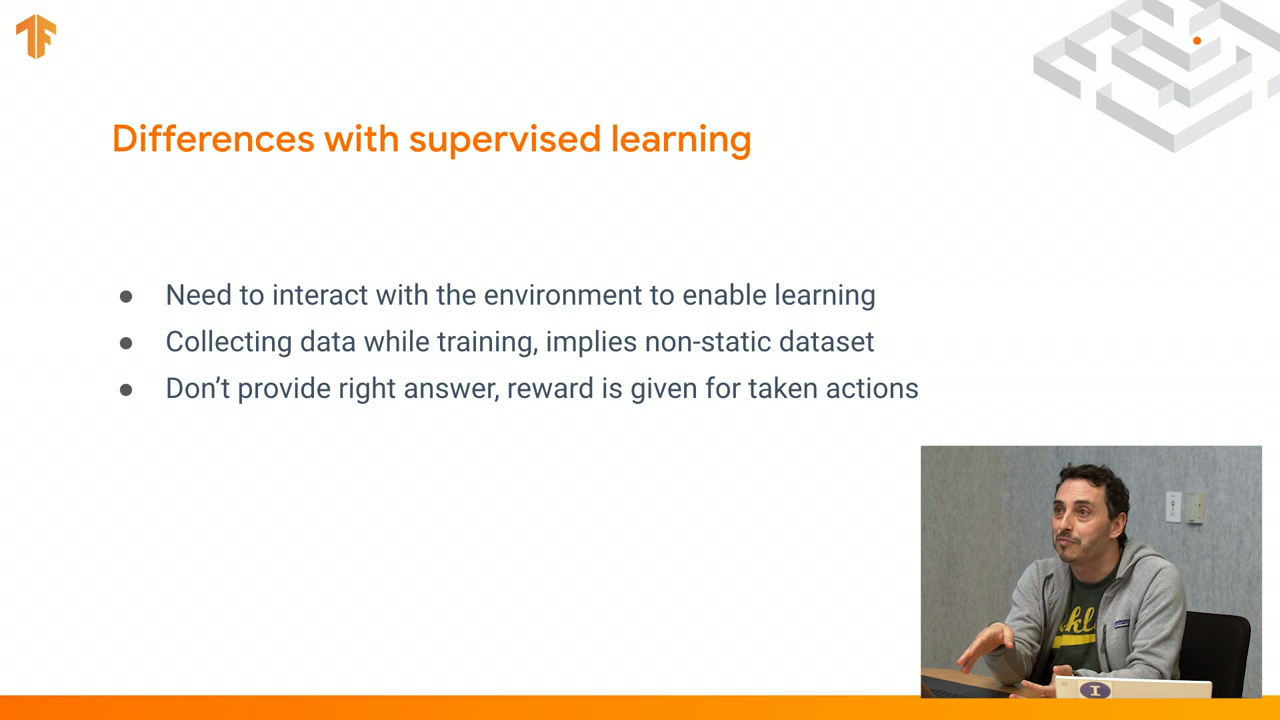 Differences with supervised learning
● Need to interact with the environment to enable learning
● Collecting data while training, implies non-static dataset
● Don’t provide right answer, reward is given for taken actions